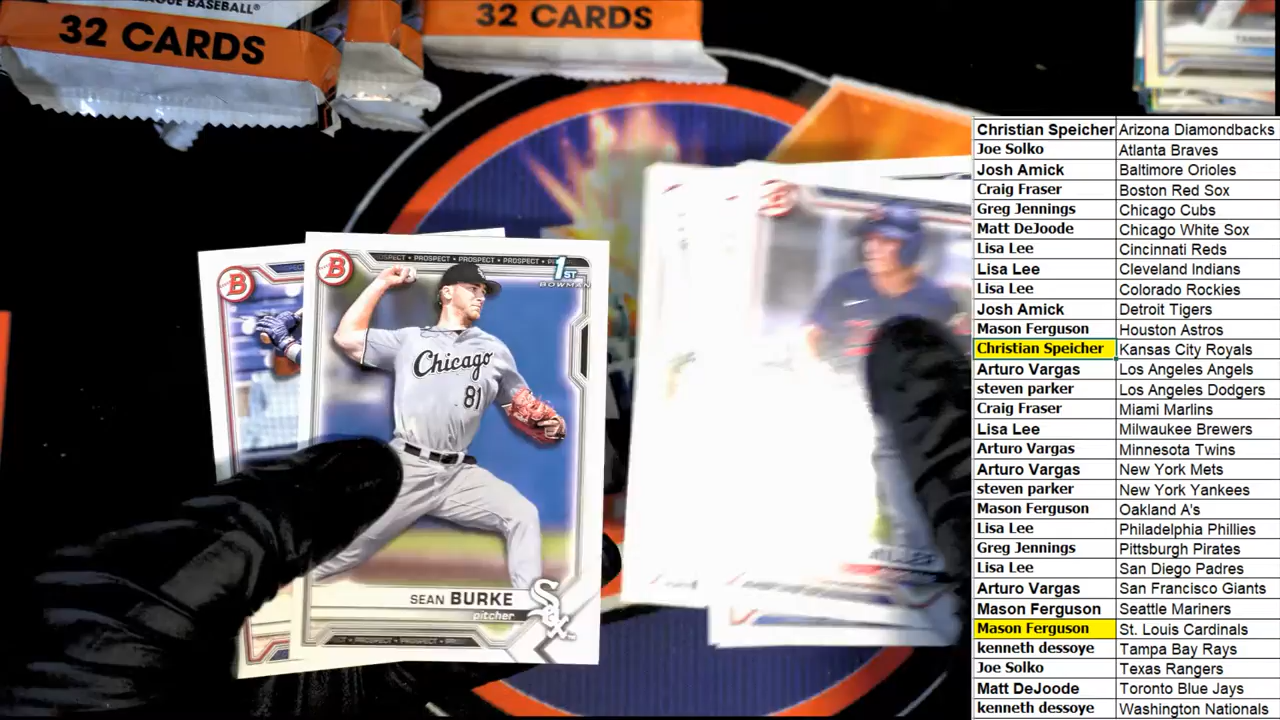 LEAGUE BASEBALL®
32 CARDS
32 CARDS
B
B
PROSPECT • PROSPECT • PROSPECT • PROSPECT
1ST
BOWMAN
Chicago
81
SEAN BURKE
pitcher
Sox
PROSPECT • PROSPECT • PROSPECT
Christian Speicher Arizona Diamondbacks
Joe Solko Atlanta Braves
Josh Amick Baltimore Orioles
Craig Fraser Boston Red Sox
Greg Jennings Chicago Cubs
Matt DeJoode Chicago White Sox
Lisa Lee Cincinnati Reds
Lisa Lee Cleveland Indians
Lisa Lee Colorado Rockies
Josh Amick Detroit Tigers
Mason Ferguson Houston Astros
Christian Speicher Kansas City Royals
Arturo Vargas Los Angeles Angels
steven parker Los Angeles Dodgers
Craig Fraser Miami Marlins
Lisa Lee Milwaukee Brewers
Arturo Vargas Minnesota Twins
Arturo Vargas New York Mets
steven parker New York Yankees
Mason Ferguson Oakland A's
Lisa Lee Philadelphia Phillies
Greg Jennings Pittsburgh Pirates
Lisa Lee San Diego Padres
Arturo Vargas San Francisco Giants
Mason Ferguson Seattle Mariners
Mason Ferguson St. Louis Cardinals
kenneth dessoye Tampa Bay Rays
Joe Solko Texas Rangers
Matt DeJoode Toronto Blue Jays
kenneth dessoye Washington Nationals